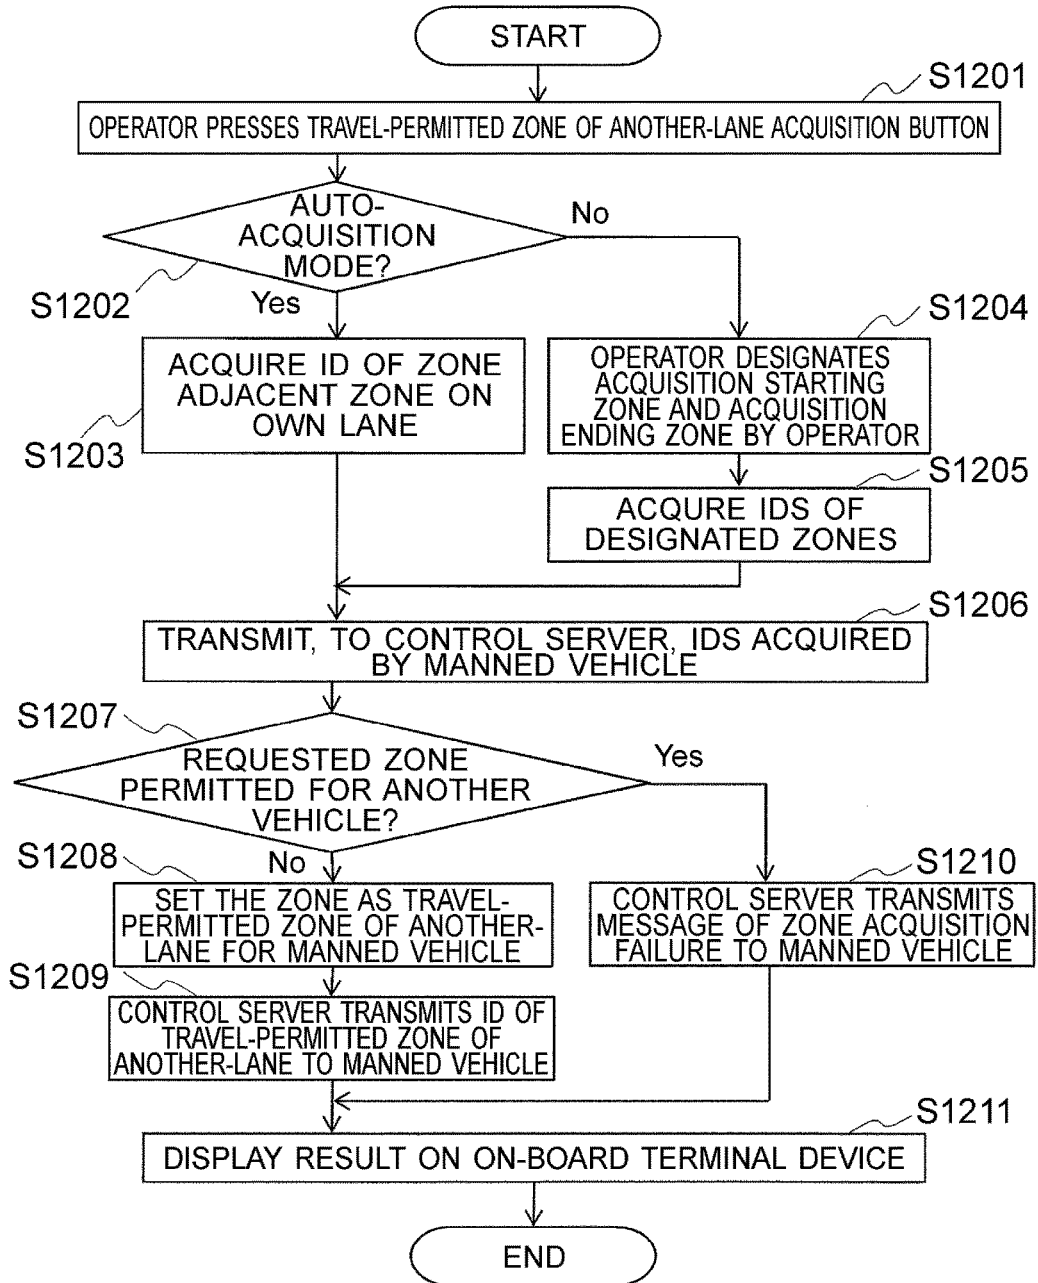 START
S1201
OPERATOR PRESSES TRAVEL-PERMITTED ZONE OF ANOTHER-LANE ACQUISITION BUTTON
AUTO-
ACQUISITION
MODE?
No
S1202
Yes
S1204
ACQUIRE ID OF ZONE
ADJACENT ZONE ON
OWN LANE
S1203
OPERATOR DESIGNATES
ACQUISITION STARTING
ZONE AND ACQUISITION
ENDING ZONE BY OPERATOR
S1205
ACQURE IDS OF
DESIGNATED ZONES
S1206
TRANSMIT, TO CONTROL SERVER, IDS ACQUIRED
BY MANNED VEHICLE
S1207
REQUESTED ZONE
PERMITTED FOR ANOTHER
VEHICLE?
Yes
No
S1208
SET THE ZONE AS TRAVEL-
PERMITTED ZONE OF ANOTHER-
LANE FOR MANNED VEHICLE
S1210
CONTROL SERVER TRANSMITS
MESSAGE OF ZONE ACQUISITION
FAILURE TO MANNED VEHICLE
S1209
CONTROL SERVER TRANSMITS ID OF
TRAVEL-PERMITTED ZONE OF
ANOTHER-LANE TO MANNED VEHICLE
S1211
DISPLAY RESULT ON ON-BOARD TERMINAL DEVICE
END